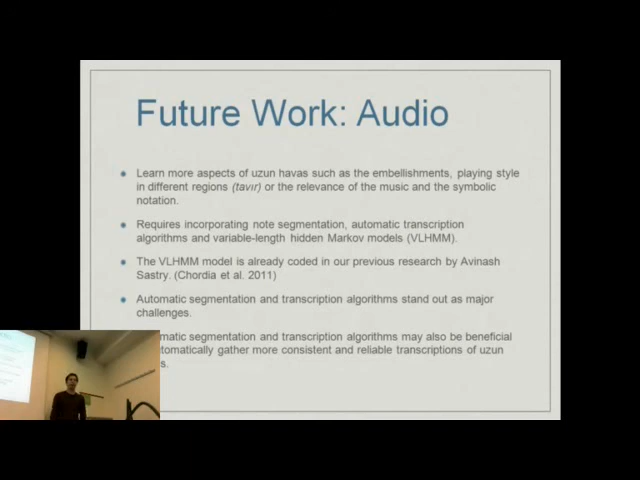 Future Work: Audio
Learn more aspects of uzun havas such as the embellishments, playing style
in different regions (tavır) or the relevance of the music and the symbolic
notation.
Requires incorporating note segmentation, automatic transcription
algorithms and variable-length hidden Markov models (VLHMM).
The VLHMM model is already coded in our previous research by Avinash
Sastry. (Chordia et al. 2011)
Automatic segmentation and transcription algorithms stand out as major
challenges.
matic segmentation and transcription algorithms may also be beneficial
tomatically gather more consistent and reliable transcriptions of uzun
s.